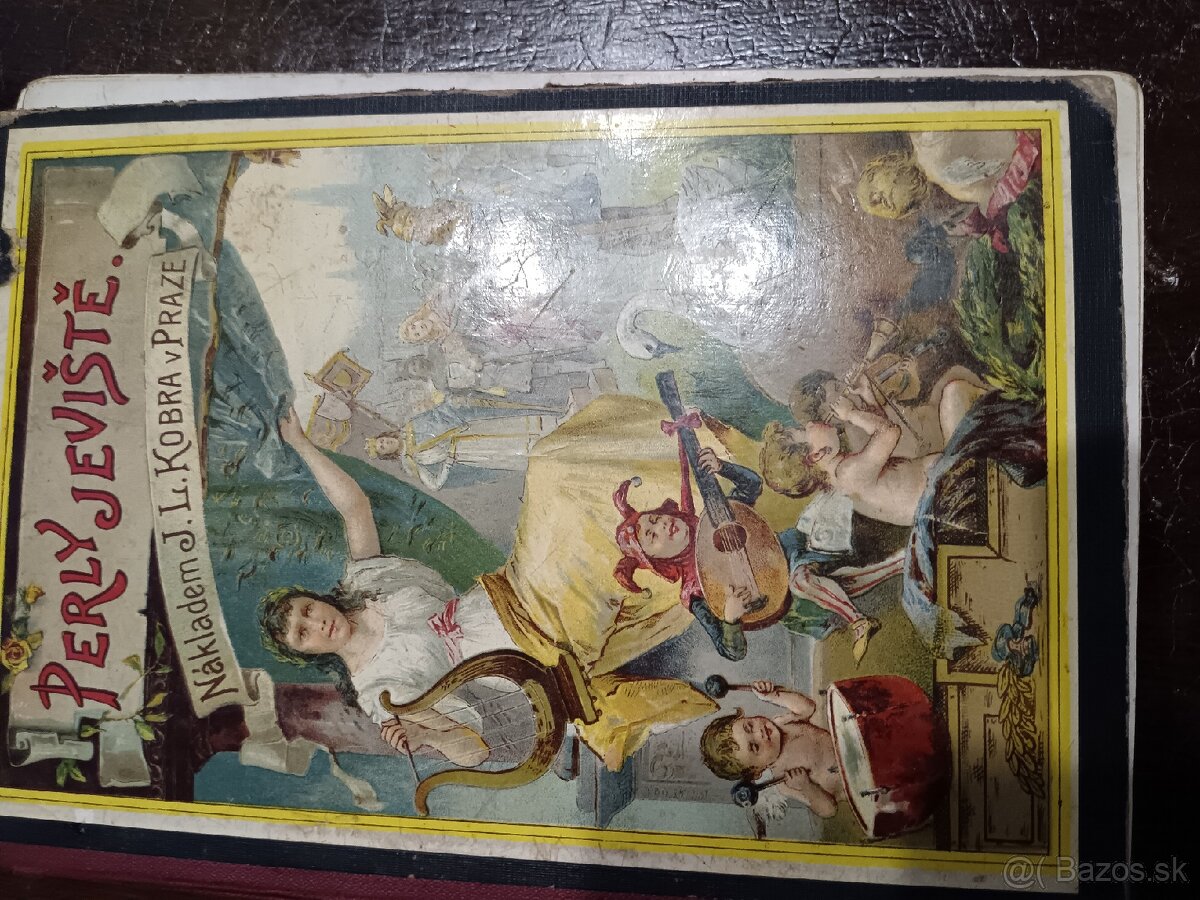 PERLY JEVIŠTĚ.
Nákladem J. L. KOBRA v PRAZE
@( Bazos.sk